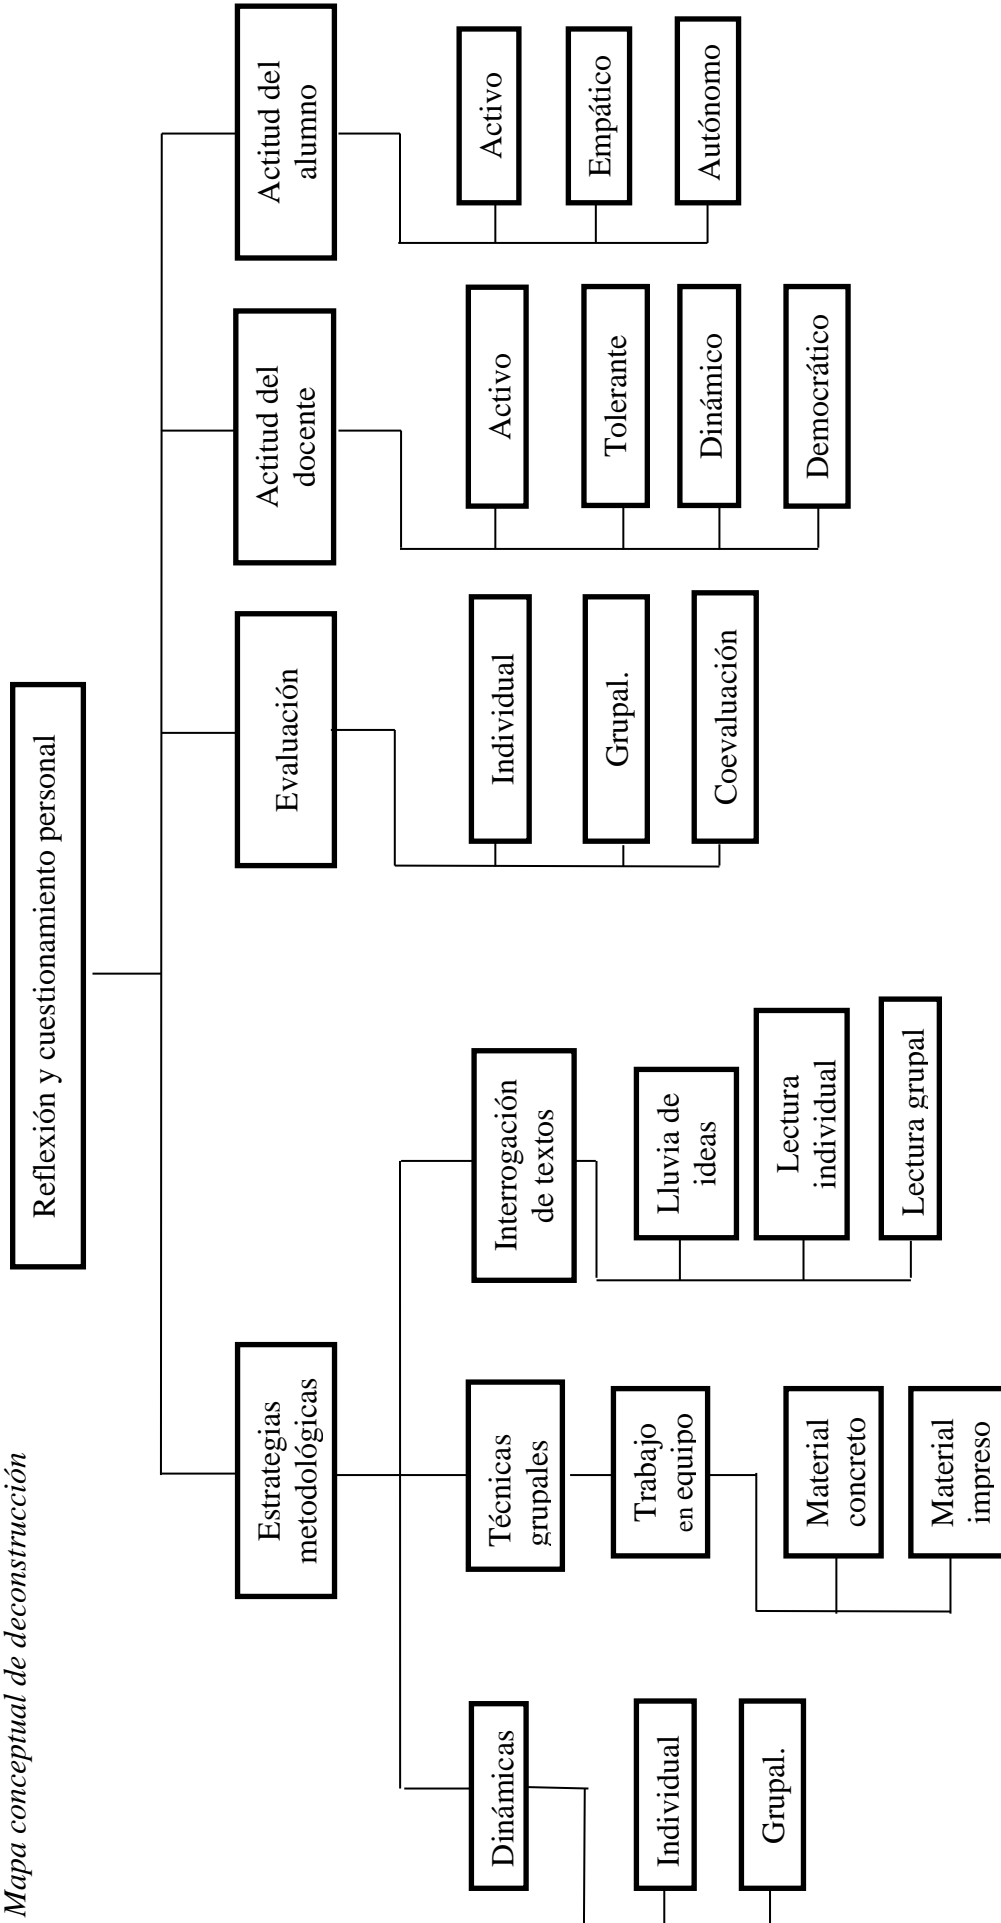 Mapa conceptual de deconstrucción
Reflexión y cuestionamiento personal
Estrategias
metodológicas
Evaluación
Actitud del
docente
Actitud del
alumno
Dinámicas
Individual
Grupal.
Técnicas
grupales
Trabajo
en equipo
Material
concreto
Material
impreso
Interrogación
de textos
Lluvia de
ideas
Lectura
individual
Lectura grupal
Individual
Grupal.
Coevaluación
Activo
Tolerante
Dinámico
Democrático
Activo
Empático
Autónomo